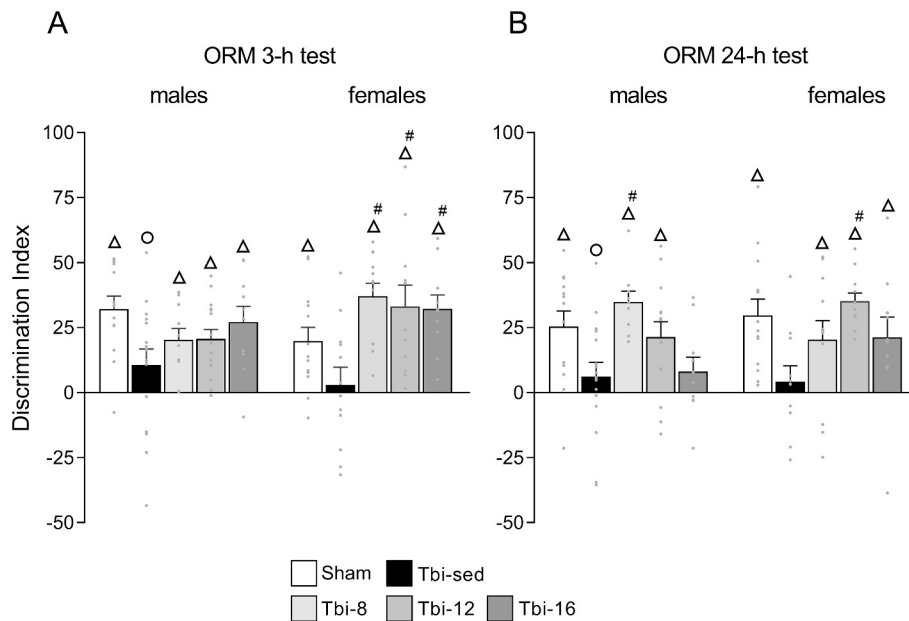 A
B
ORM 3-h test
ORM 24-h test
males
females
males
females
Discrimination Index
100
75
50
25
0
-25
-50
100
75
50
25
0
-25
-50
#
#
#
#
#
Sham
Tbi-sed
Tbi-8
Tbi-12
Tbi-16